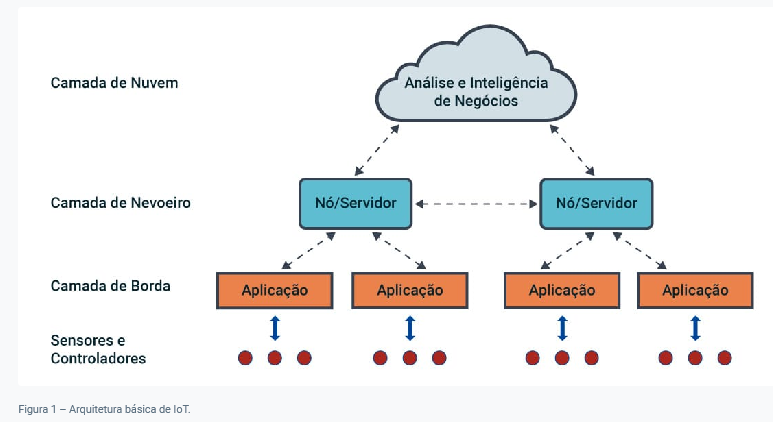 Camada de Nuvem
Análise e Inteligência
de Negócios
Camada de Nevoeiro
Nó/Servidor
Nó/Servidor
Camada de Borda
Aplicação
Aplicação
Aplicação
Aplicação
Sensores e
Controladores
Figura 1 – Arquitetura básica de IoT.